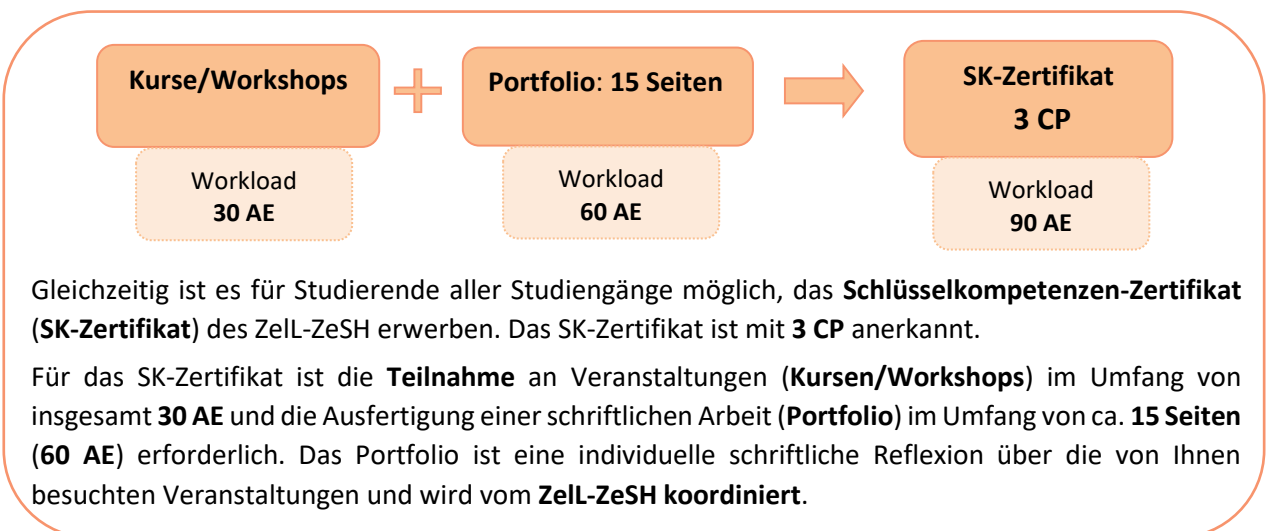 Kurse/Workshops
Portfolio: 15 Seiten
SK-Zertifikat
3 CP
Workload
30 AE
Workload
60 AE
Workload
90 AE
Gleichzeitig ist es für Studierende aller Studiengänge möglich, das Schlüsselkompetenzen-Zertifikat
(SK-Zertifikat) des ZelL-ZeSH erwerben. Das SK-Zertifikat ist mit 3 CP anerkannt.
Für das SK-Zertifikat ist die Teilnahme an Veranstaltungen (Kursen/Workshops) im Umfang von
insgesamt 30 AE und die Ausfertigung einer schriftlichen Arbeit (Portfolio) im Umfang von ca. 15 Seiten
(60 AE) erforderlich. Das Portfolio ist eine individuelle schriftliche Reflexion über die von Ihnen
besuchten Veranstaltungen und wird vom ZelL-ZeSH koordiniert.